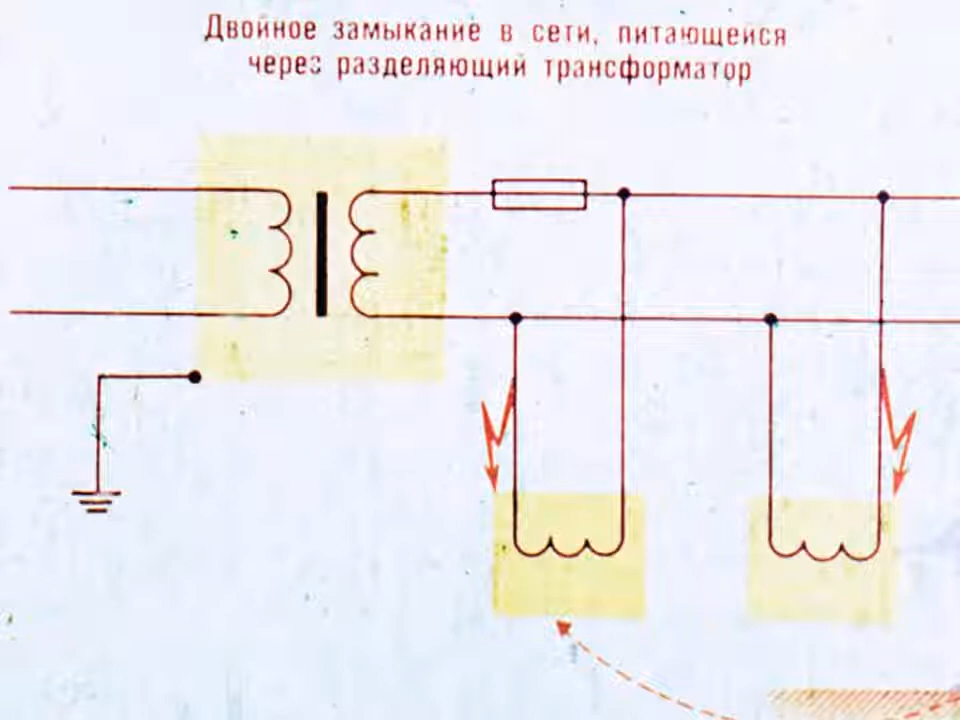 Двойное замыкание в сети, питающейся
через разделяющий трансформатор